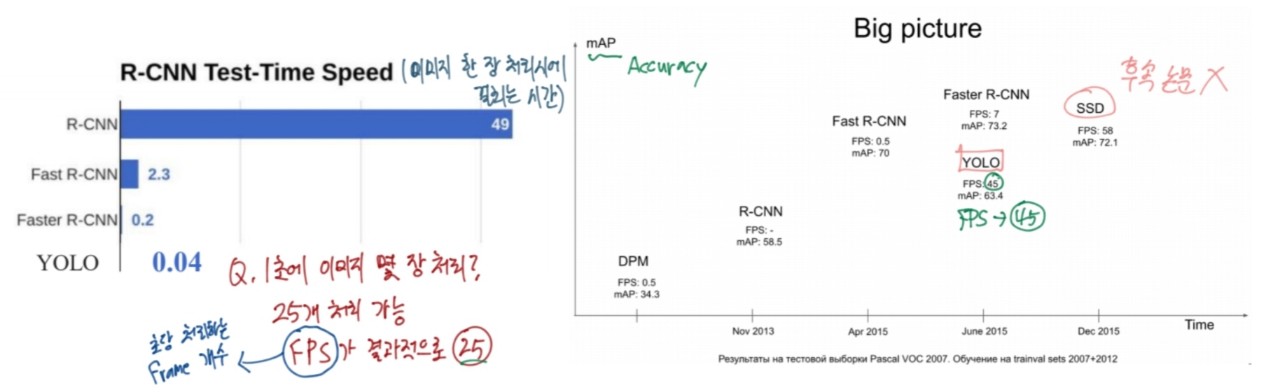 R-CNN Test-Time Speed (이미지 한 장 처리시에
걸리는 시간)
R-CNN 49
Fast R-CNN 2.3
Faster R-CNN 0.2
YOLO 0.04
Q. 1초에 이미지 몇 장 처리?
25개 처리 가능
FPS가 결과적으로 25
초당 처리하는
Frame 개수
Big picture
mAP
Accuracy
후속 논문 X
Faster R-CNN
FPS: 7
mAP: 73.2
SSD
FPS: 58
mAP: 72.1
Fast R-CNN
FPS: 0.5
mAP: 70
YOLO
FPS: 45
mAP: 63.4
FPS → 45
R-CNN
FPS: -
mAP: 58.5
DPM
FPS: 0.5
mAP: 34.3
Nov 2013
Apr 2015
June 2015
Dec 2015
Time
Результаты на тестовой выборки Pascal VOC 2007. Обучение на trainval sets 2007+2012